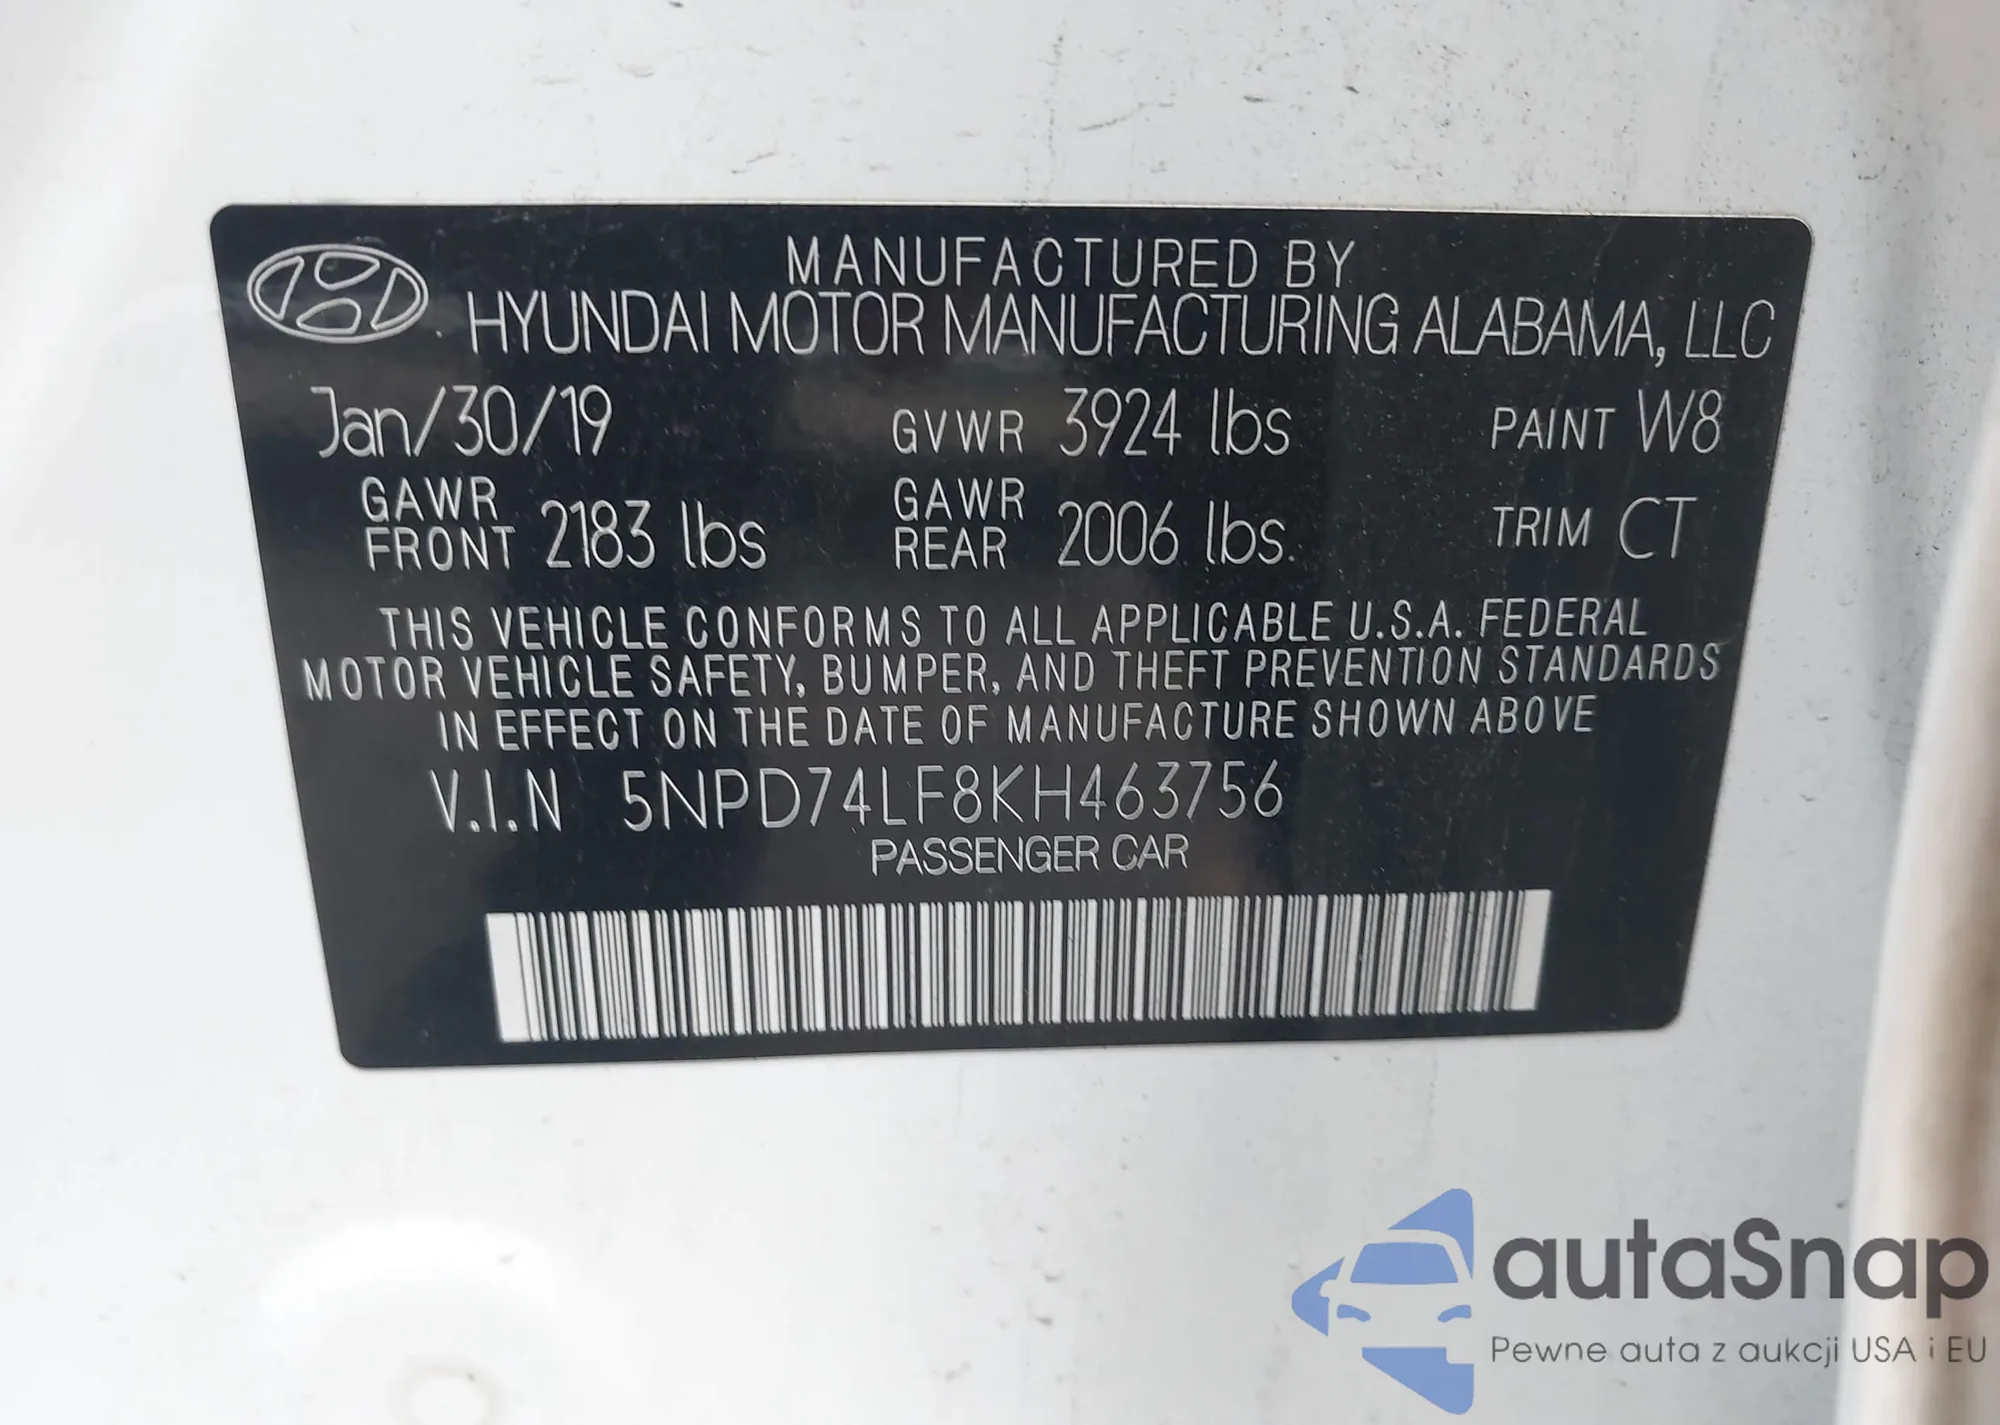 MANUFACTURED BY
HYUNDAI MOTOR MANUFACTURING ALABAMA, LLC
Jan/30/19 GVWR 3924 lbs PAINT W8
GAWR FRONT 2183 lbs GAWR REAR 2006 lbs. TRIM CT
THIS VEHICLE CONFORMS TO ALL APPLICABLE U.S.A. FEDERAL
MOTOR VEHICLE SAFETY, BUMPER, AND THEFT PREVENTION STANDARDS
IN EFFECT ON THE DATE OF MANUFACTURE SHOWN ABOVE
V.I.N 5NPD74LF8KH463756
PASSENGER CAR
autaSnap
Pewne auta z aukcji USA i EU